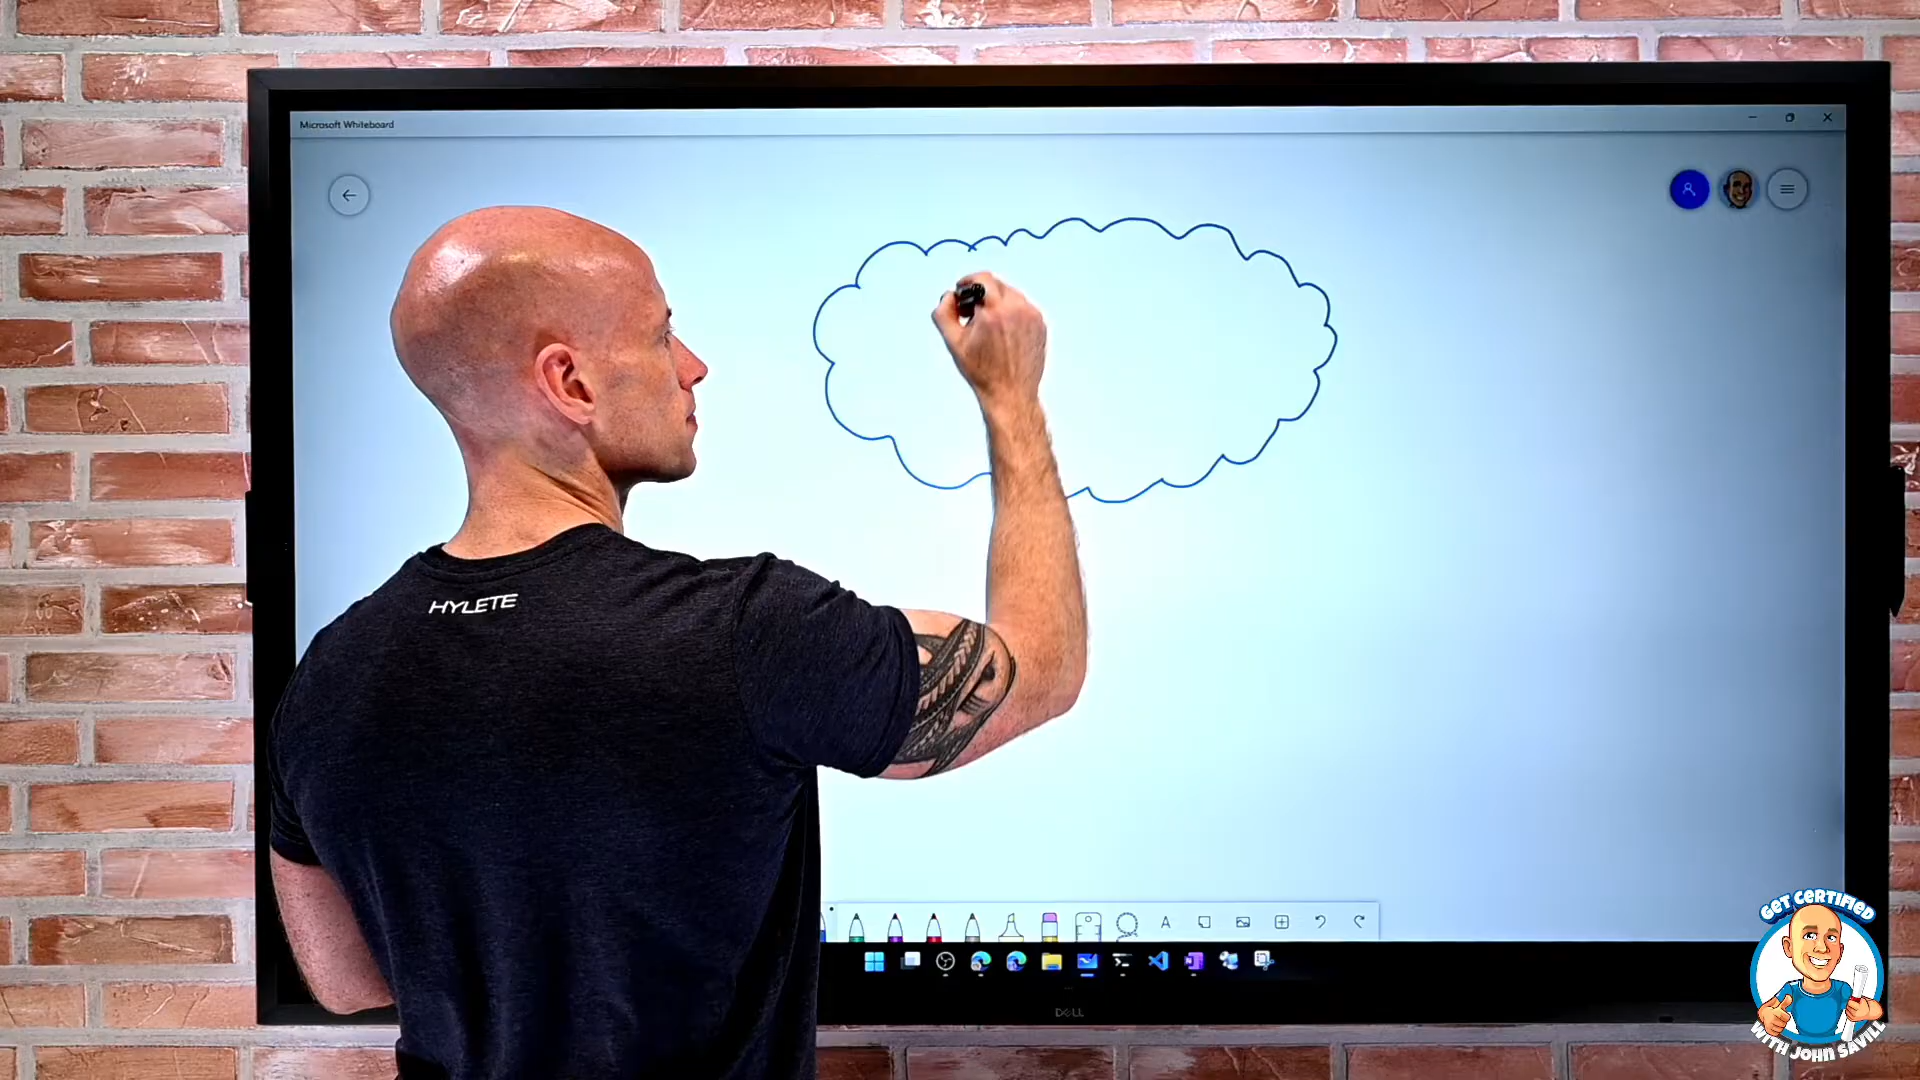 Microsoft Whiteboard
HYLETE
A
DELL
GET CERTIFIED
WITH JOHN SAVILL